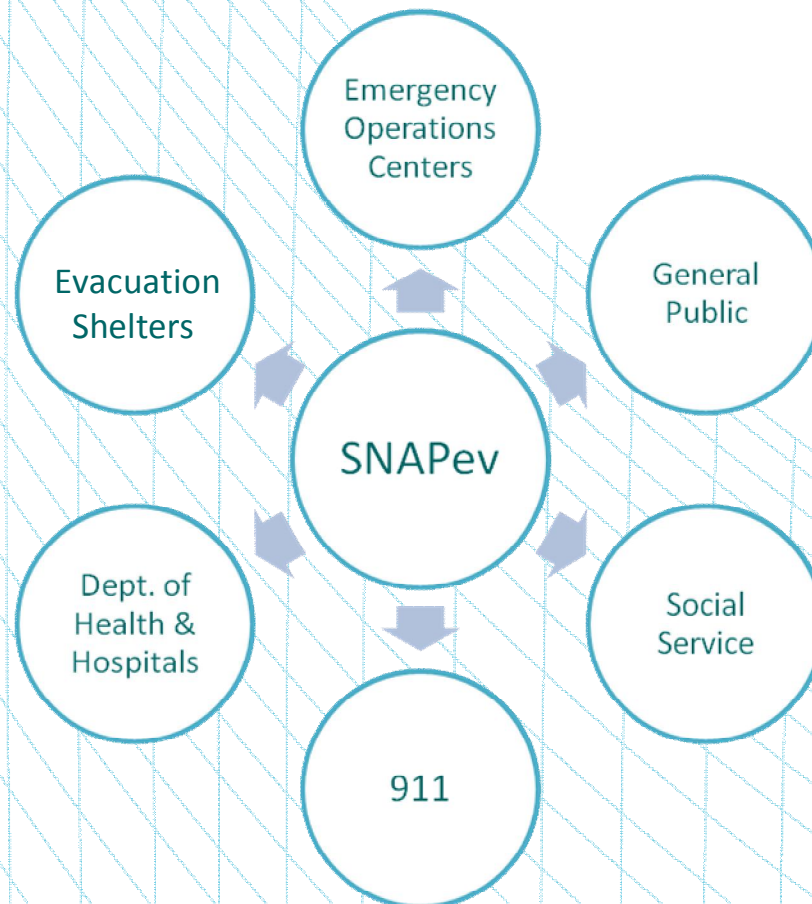 Emergency
Operations
Centers
Evacuation
Shelters
General
Public
SNAPev
Dept. of
Health &
Hospitals
Social
Service
911